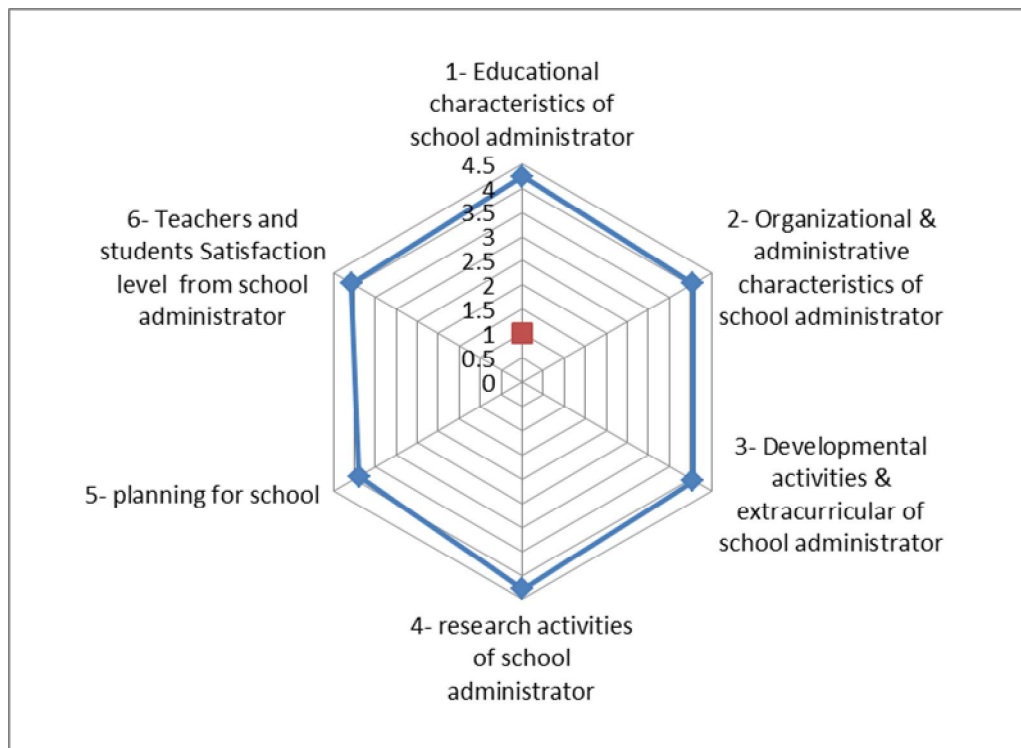 1- Educational
characteristics of
school administrator
4.5
4
3.5
3
2.5
2
1.5
1
0.5
0
2- Organizational &
administrative
characteristics of
school administrator
3- Developmental
activities &
extracurricular of
school administrator
4- research activities
of school
administrator
5- planning for school
6- Teachers and
students Satisfaction
level from school
administrator